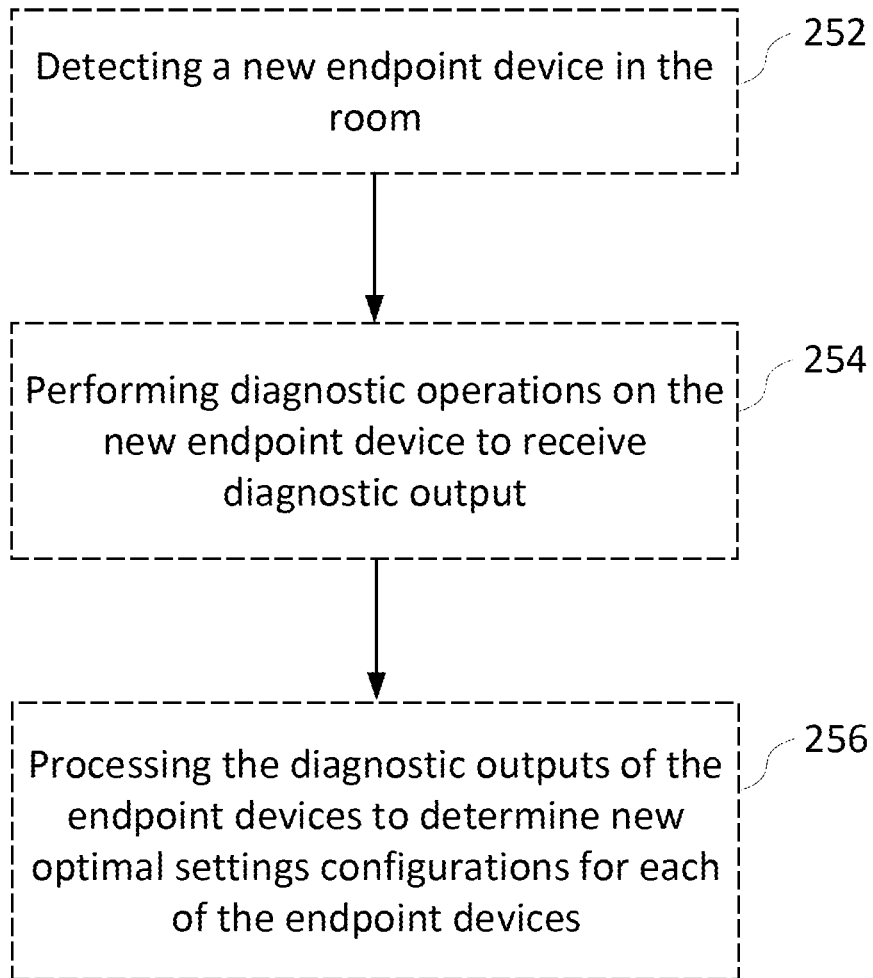 252
Detecting a new endpoint device in the
room
254
Performing diagnostic operations on the
new endpoint device to receive
diagnostic output
256
Processing the diagnostic outputs of the
endpoint devices to determine new
optimal settings configurations for each
of the endpoint devices